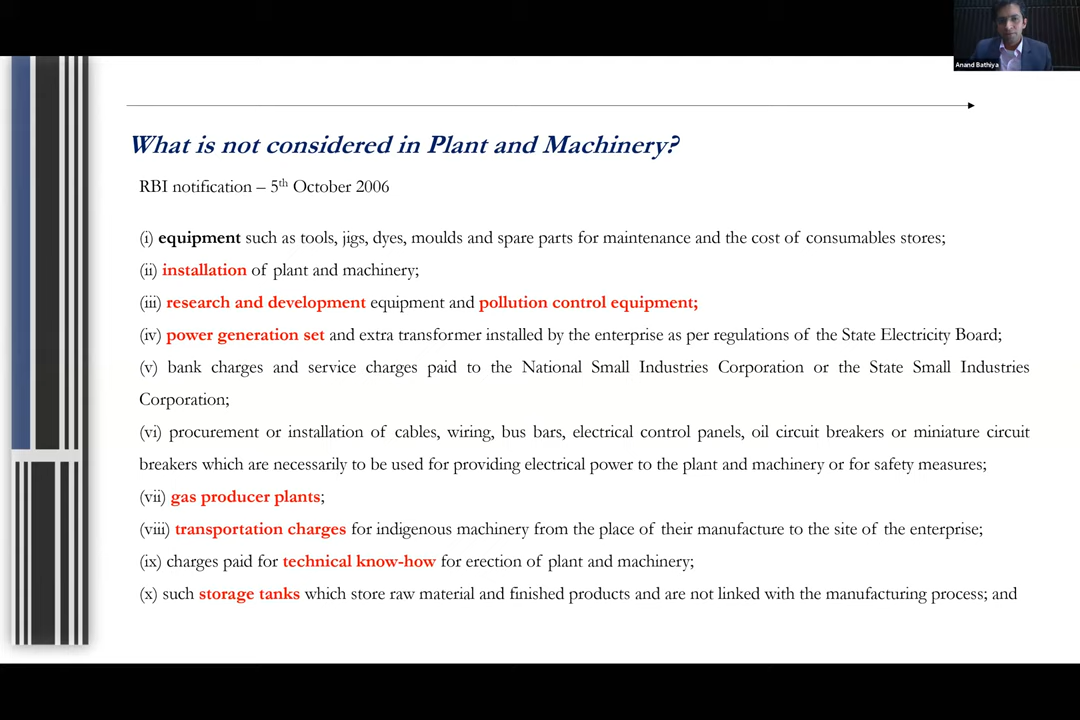 Anand Bathiya
What is not considered in Plant and Machinery?
RBI notification – 5th October 2006
(i) equipment such as tools, jigs, dyes, moulds and spare parts for maintenance and the cost of consumables stores;
(ii) installation of plant and machinery;
(iii) research and development equipment and pollution control equipment;
(iv) power generation set and extra transformer installed by the enterprise as per regulations of the State Electricity Board;
(v) bank charges and service charges paid to the National Small Industries Corporation or the State Small Industries
Corporation;
(vi) procurement or installation of cables, wiring, bus bars, electrical control panels, oil circuit breakers or miniature circuit
breakers which are necessarily to be used for providing electrical power to the plant and machinery or for safety measures;
(vii) gas producer plants;
(viii) transportation charges for indigenous machinery from the place of their manufacture to the site of the enterprise;
(ix) charges paid for technical know-how for erection of plant and machinery;
(x) such storage tanks which store raw material and finished products and are not linked with the manufacturing process; and